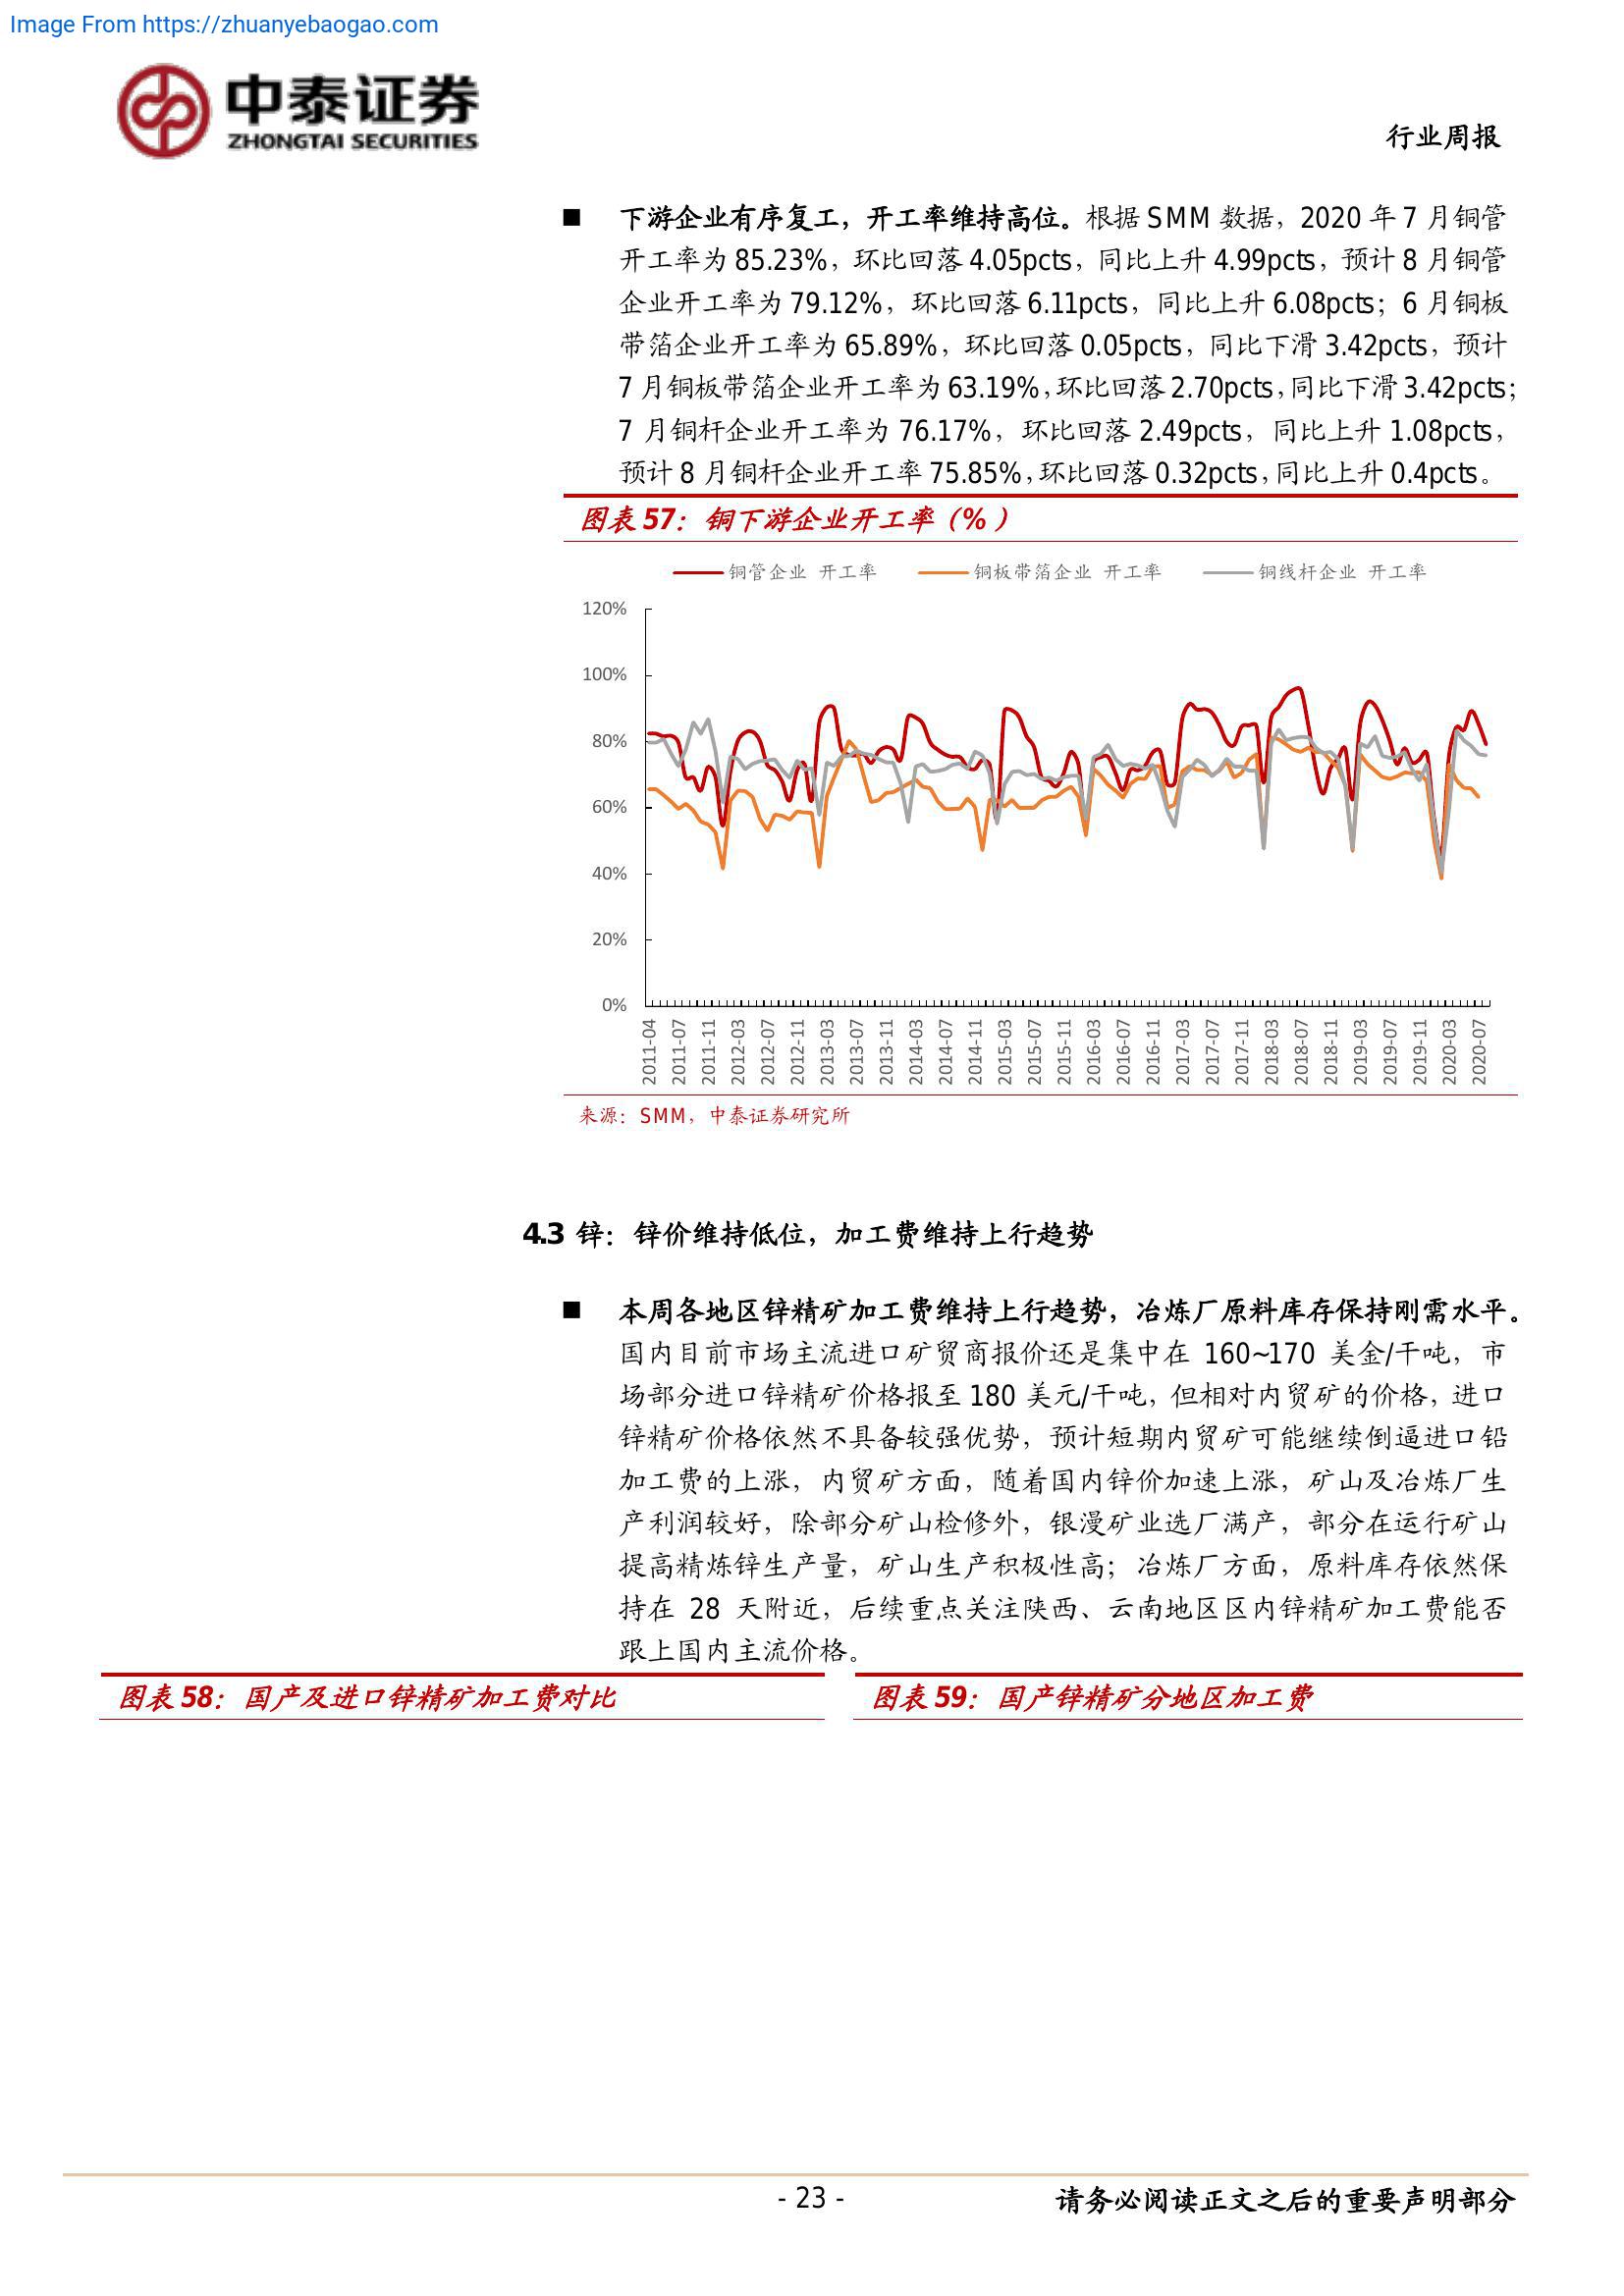 Image From https://zhuanyebaogao.com
中泰证券
ZHONGTAI SECURITIES
行业周报
■ 下游企业有序复工，开工率维持高位。根据 SMM 数据，2020 年 7 月铜管
开工率为 85.23%，环比回落 4.05pcts，同比上升 4.99pcts，预计 8 月铜管
企业开工率为 79.12%，环比回落 6.11pcts，同比上升 6.08pcts；6 月铜板
带箔企业开工率为 65.89%，环比回落 0.05pcts，同比下滑 3.42pcts，预计
7 月铜板带箔企业开工率为 63.19%，环比回落 2.70pcts，同比下滑 3.42pcts；
7 月铜杆企业开工率为 76.17%，环比回落 2.49pcts，同比上升 1.08pcts，
预计 8 月铜杆企业开工率 75.85%，环比回落 0.32pcts，同比上升 0.4pcts。
图表 57：铜下游企业开工率（%）
铜管企业 开工率 铜板带箔企业 开工率 铜线杆企业 开工率
120%
100%
80%
60%
40%
20%
0%
2011-04 2011-07 2011-11 2012-03 2012-07 2012-11 2013-03 2013-07 2013-11 2014-03 2014-07 2014-11 2015-03 2015-07 2015-11 2016-03 2016-07 2016-11 2017-03 2017-07 2017-11 2018-03 2018-07 2018-11 2019-03 2019-07 2019-11 2020-03 2020-07
来源：SMM，中泰证券研究所
4.3 锌：锌价维持低位，加工费维持上行趋势
■ 本周各地区锌精矿加工费维持上行趋势，冶炼厂原料库存保持刚需水平。
国内目前市场主流进口矿贸商报价还是集中在 160~170 美金/干吨，市
场部分进口锌精矿价格报至 180 美元/干吨，但相对内贸矿的价格，进口
锌精矿价格依然不具备较强优势，预计短期内贸矿可能继续倒逼进口铅
加工费的上涨，内贸矿方面，随着国内锌价加速上涨，矿山及冶炼厂生
产利润较好，除部分矿山检修外，银漫矿业选厂满产，部分在运行矿山
提高精炼锌生产量，矿山生产积极性高；冶炼厂方面，原料库存依然保
持在 28 天附近，后续重点关注陕西、云南地区区内锌精矿加工费能否
跟上国内主流价格。
图表 58：国产及进口锌精矿加工费对比
图表 59：国产锌精矿分地区加工费
- 23 -
请务必阅读正文之后的重要声明部分